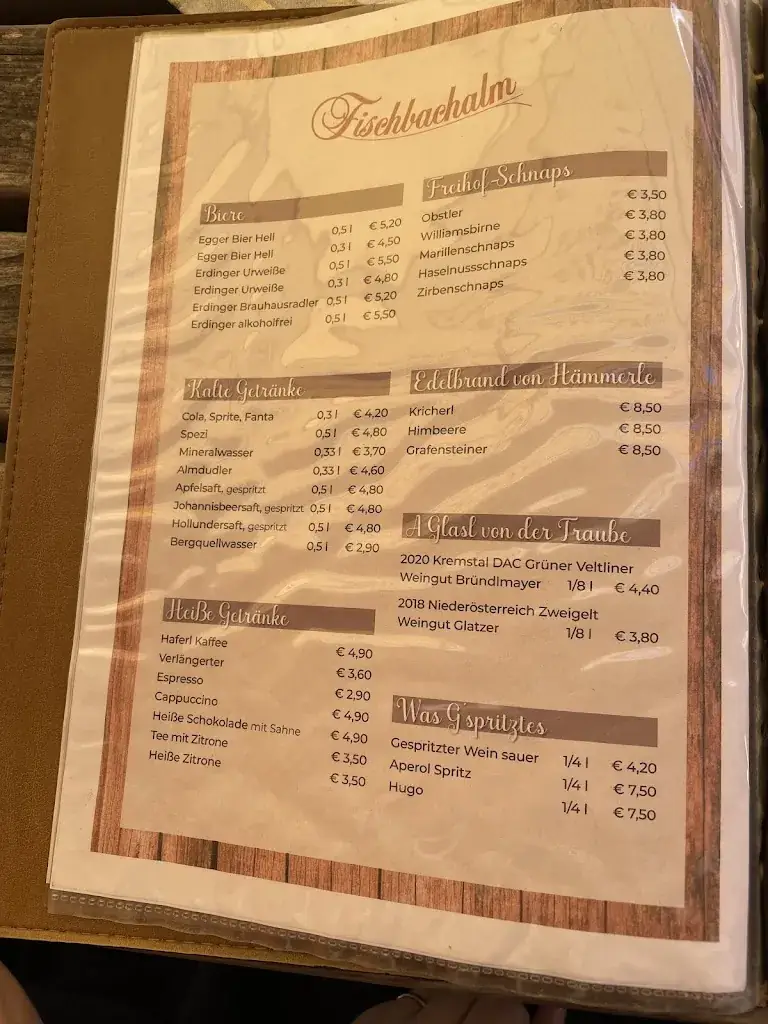 Fischbachalm
Biere
Egger Bier Hell 0,5 l € 5,20
Egger Bier Hell 0,3 l € 4,50
Erdinger Urweiße 0,5 l € 5,50
Erdinger Urweiße 0,3 l € 4,80
Erdinger Brauhausradler 0,5 l € 5,20
Erdinger alkoholfrei 0,5 l € 5,50
Kalte Getränke
Cola, Sprite, Fanta 0,3 l € 4,20
Spezi 0,5 l € 4,80
Mineralwasser 0,33 l € 3,70
Almdudler 0,33 l € 4,60
Apfelsaft, gespritzt 0,5 l € 4,80
Johannisbeersaft, gespritzt 0,5 l € 4,80
Hollundersaft, gespritzt 0,5 l € 4,80
Bergquellwasser 0,5 l € 2,90
Heiße Getränke
Haferl Kaffee € 4,90
Verlängerter € 3,60
Espresso € 2,90
Cappuccino € 4,90
Heiße Schokolade mit Sahne € 4,90
Tee mit Zitrone € 3,50
Heiße Zitrone € 3,50
Freihof-Schnaps
Obstler € 3,50
Williamsbirne € 3,80
Marillenschnaps € 3,80
Haselnussschnaps € 3,80
Zirbenschnaps € 3,80
Edelbrand von Hämmerle
Kricherl € 8,50
Himbeere € 8,50
Grafensteiner € 8,50
A Glasl von der Traube
2020 Kremstal DAC Grüner Veltliner
Weingut Bründlmayer 1/8 l € 4,40
2018 Niederösterreich Zweigelt
Weingut Glatzer 1/8 l € 3,80
Was G'spritztes
Gespritzter Wein sauer 1/4 l € 4,20
Aperol Spritz 1/4 l € 7,50
Hugo 1/4 l € 7,50